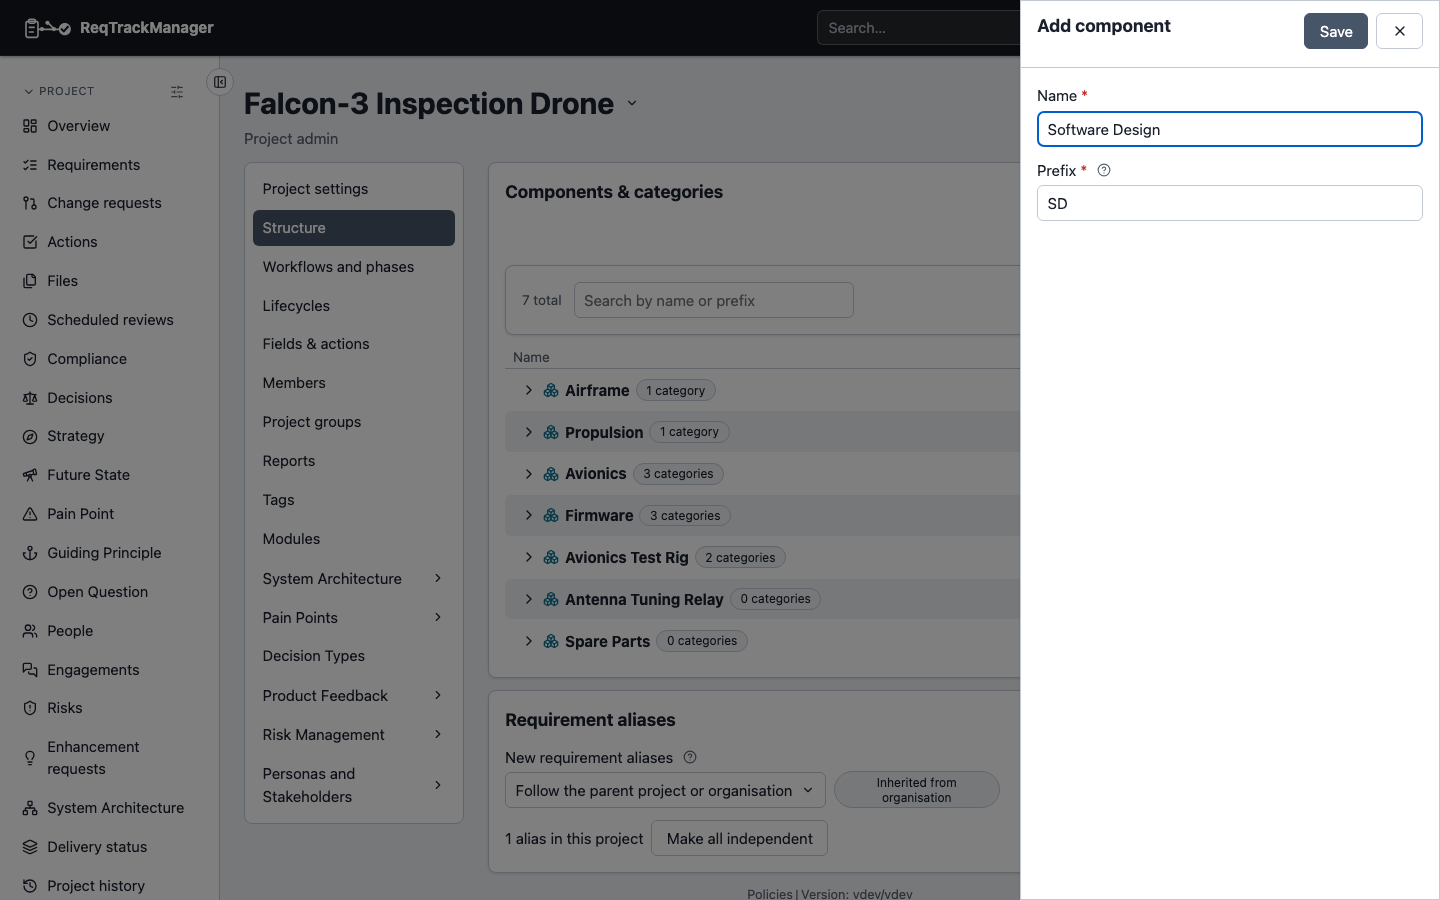 ReqTrackManager
Search...
PROJECT
Overview
Requirements
Change requests
Actions
Files
Scheduled reviews
Compliance
Decisions
Strategy
Future State
Pain Point
Guiding Principle
Open Question
People
Engagements
Risks
Enhancement
requests
System Architecture
Delivery status
Project history
Falcon-3 Inspection Drone
Project admin
Project settings
Structure
Workflows and phases
Lifecycles
Fields & actions
Members
Project groups
Reports
Tags
Modules
System Architecture
Pain Points
Decision Types
Product Feedback
Risk Management
Personas and
Stakeholders
Components & categories
7 total
Search by name or prefix
Name
Airframe 1 category
Propulsion 1 category
Avionics 3 categories
Firmware 3 categories
Avionics Test Rig 2 categories
Antenna Tuning Relay 0 categories
Spare Parts 0 categories
Requirement aliases
New requirement aliases
Follow the parent project or organisation
Inherited from
organisation
1 alias in this project
Make all independent
Policies | Version: vdev/vdev
Add component
Save
Name *
Software Design
Prefix *
SD